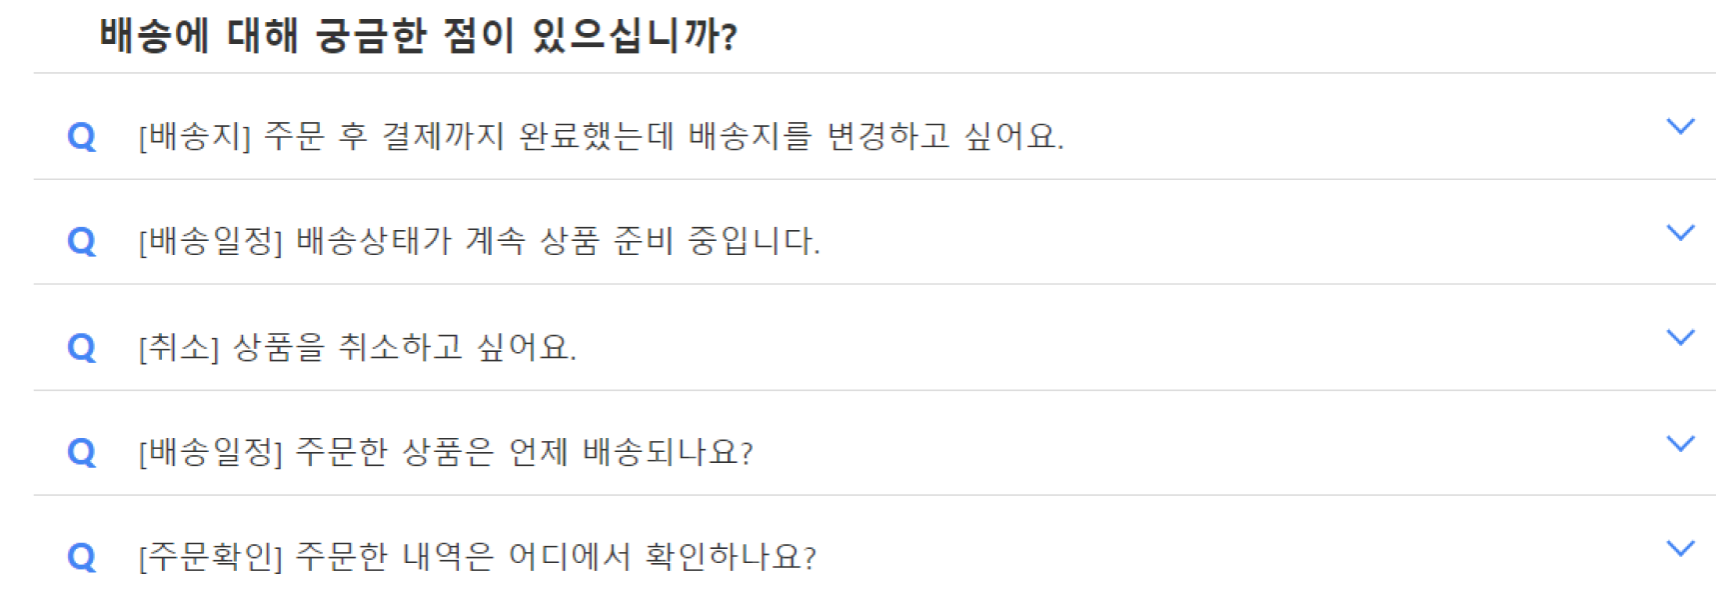 배송에 대해 궁금한 점이 있으십니까?
Q [배송지] 주문 후 결제까지 완료했는데 배송지를 변경하고 싶어요.
Q [배송일정] 배송상태가 계속 상품 준비 중입니다.
Q [취소] 상품을 취소하고 싶어요.
Q [배송일정] 주문한 상품은 언제 배송되나요?
Q [주문확인] 주문한 내역은 어디에서 확인하나요?